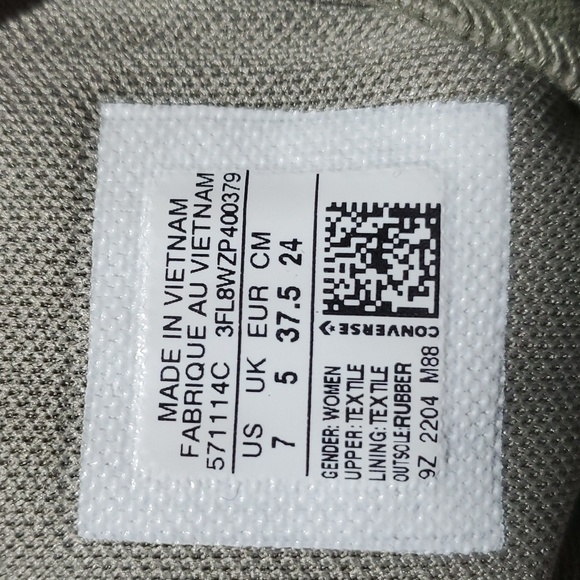 MADE IN VIETNAM
FABRIQUE AU VIETNAM
571114C 3FL8WZP400379
US UK EUR CM
7 5 37.5 24
CONVERSE
GENDER: WOMEN
UPPER: TEXTILE
LINING: TEXTILE
OUTSOLE:RUBBER
9Z 2204 M88